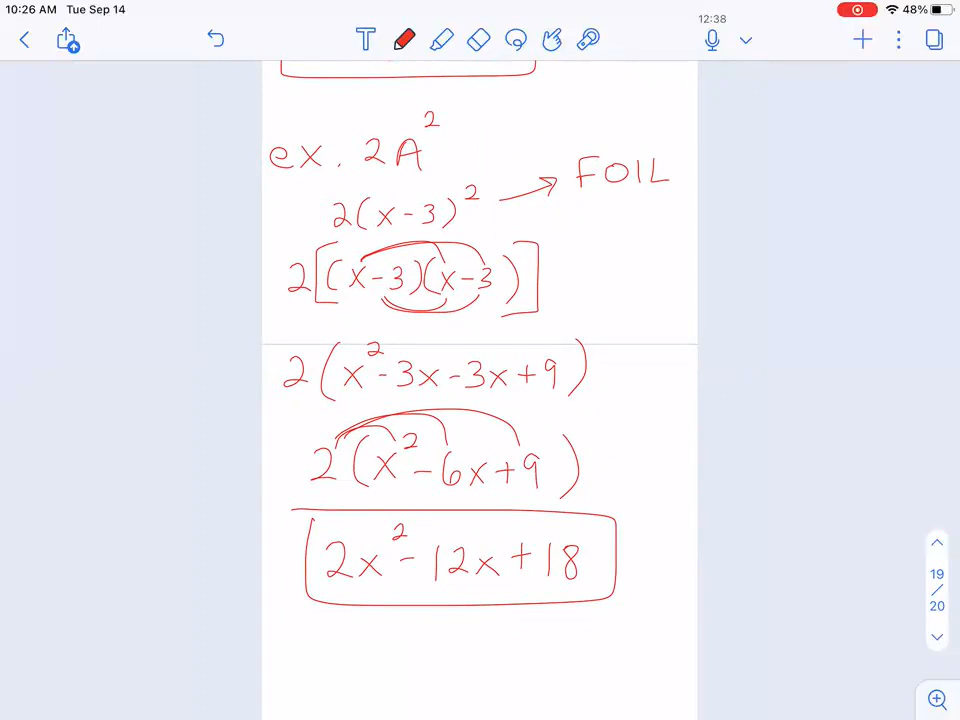 10:26 AM Tue Sep 14
48%
12:38
T
ex. 2A²
2(x-3)² → FOIL
2[(x-3)(x-3)]
2(x²-3x-3x+9)
2(x²-6x+9)
2x²-12x+18
19
/
20